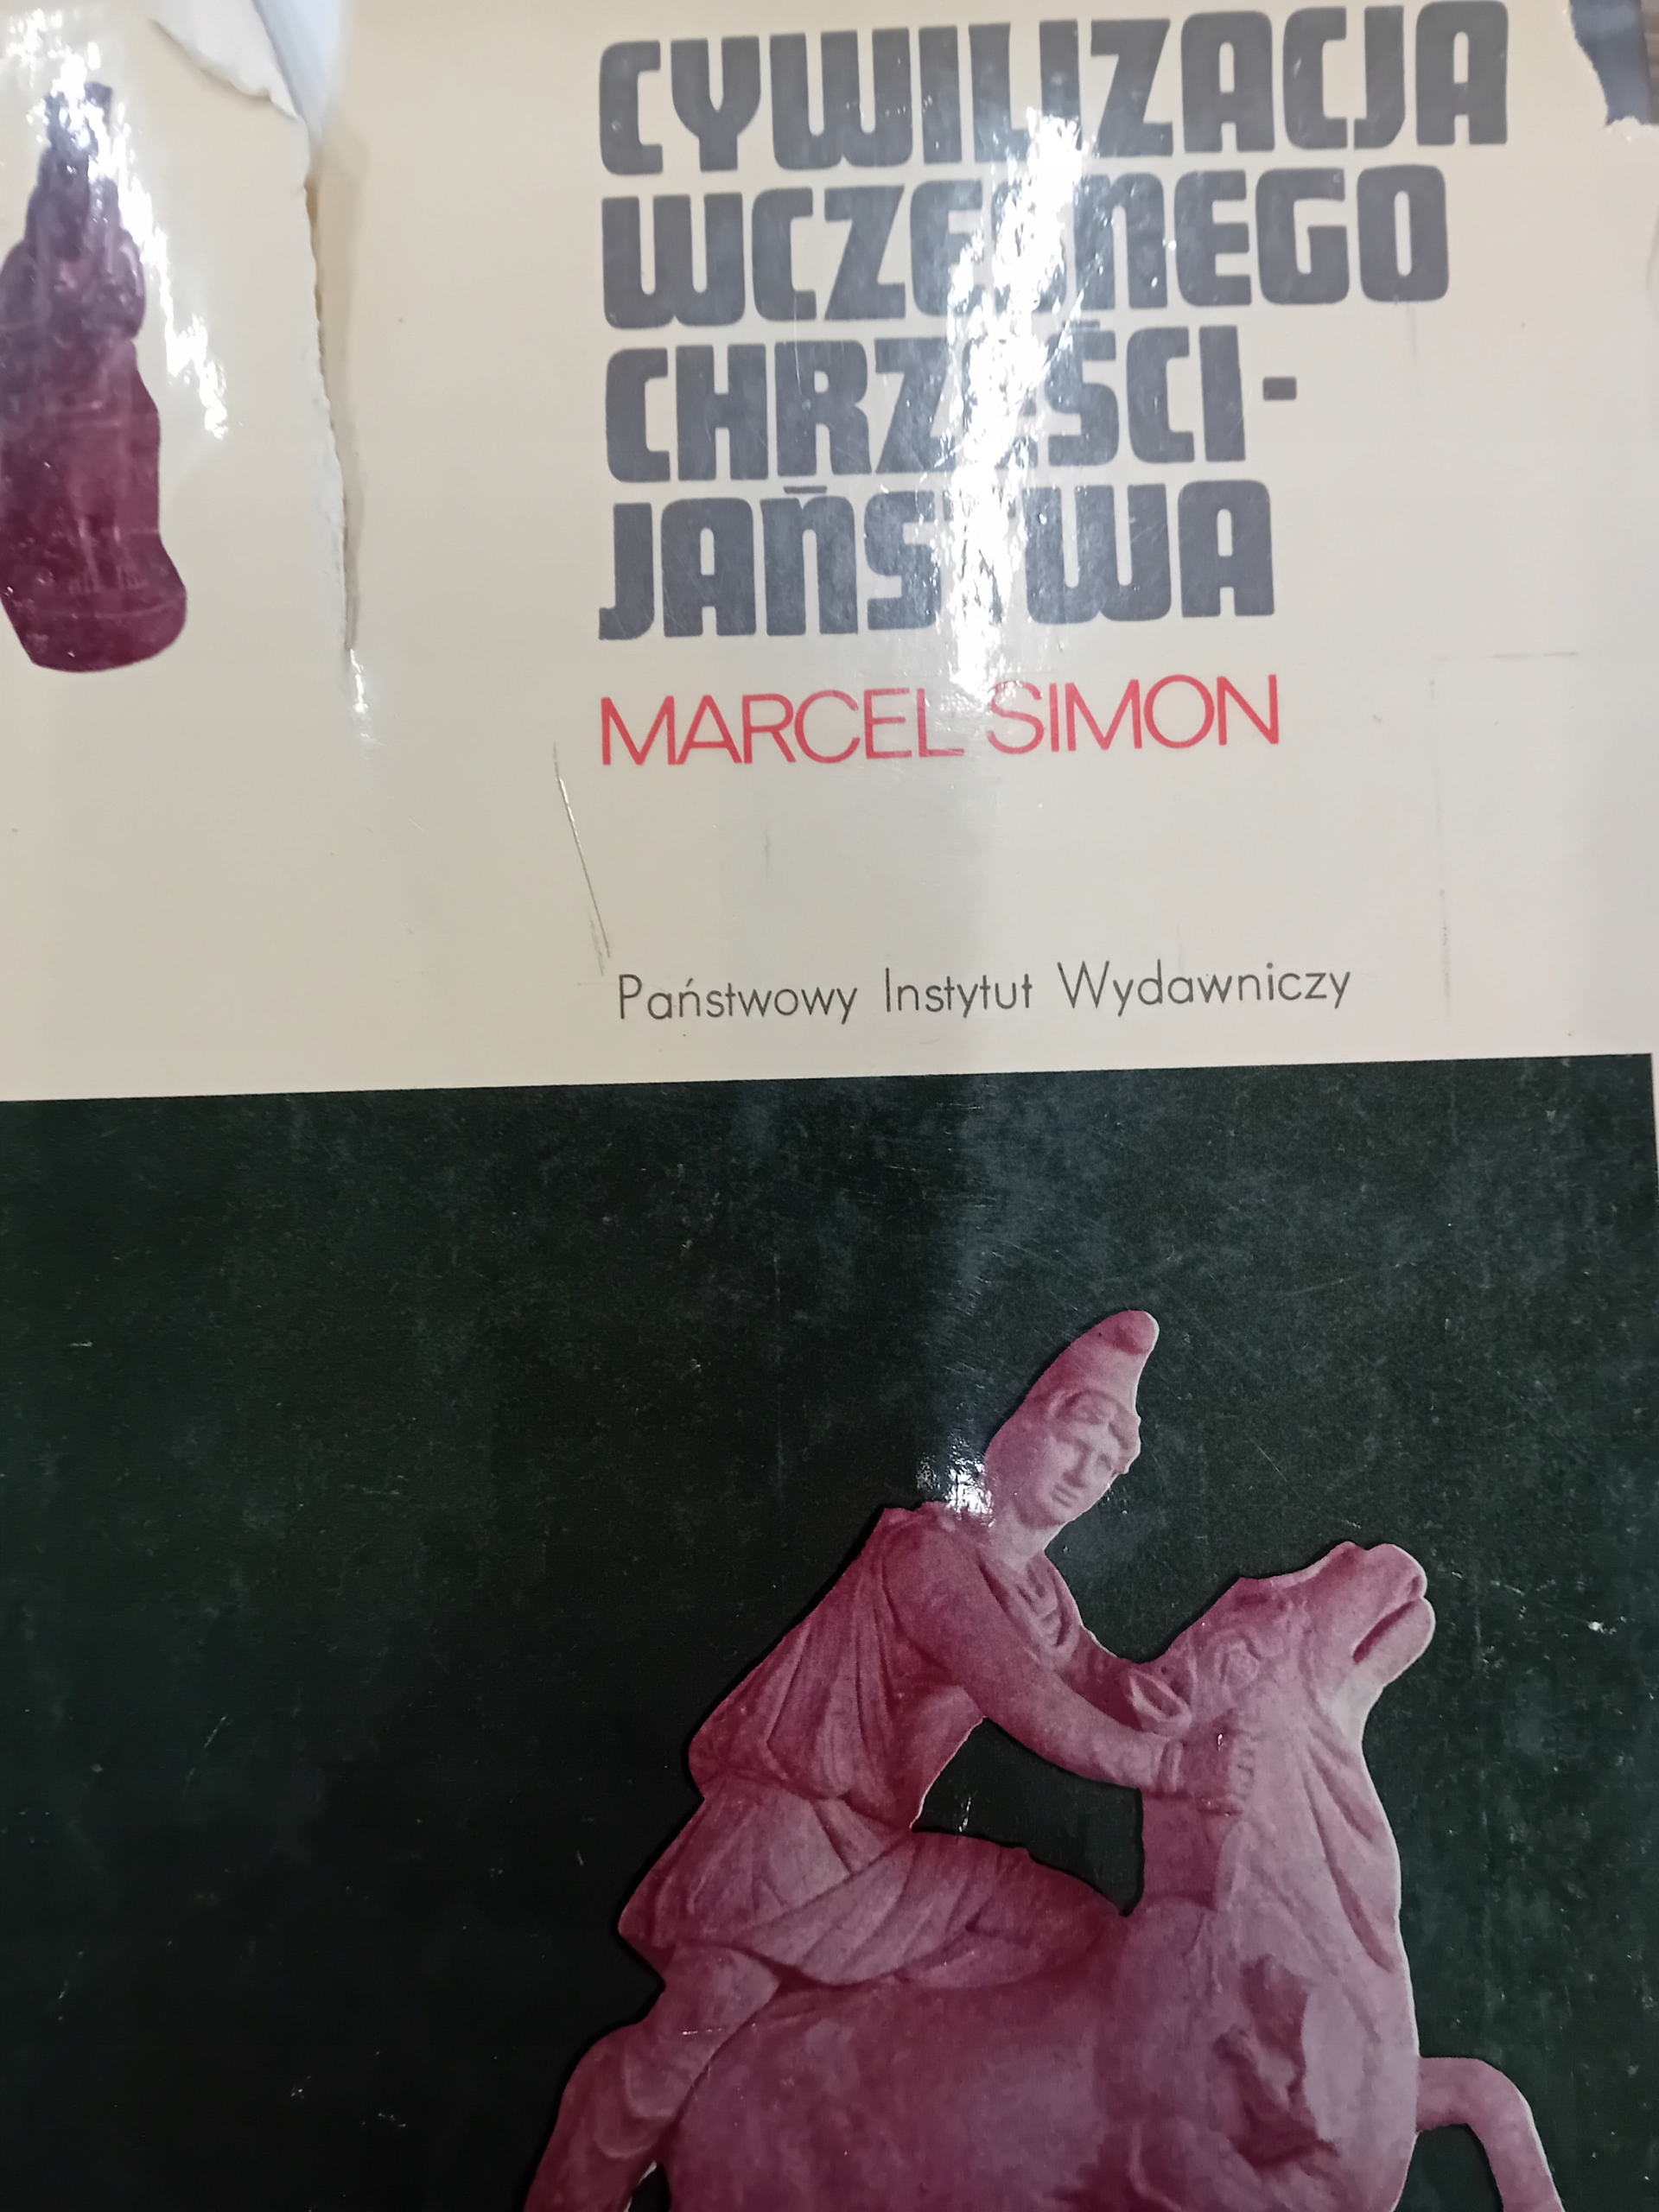 CYWILIZACJA
WCZESNEGO
CHRZEŚCI-
JAŃSTWA
MARCEL SIMON
Państwowy Instytut Wydawniczy